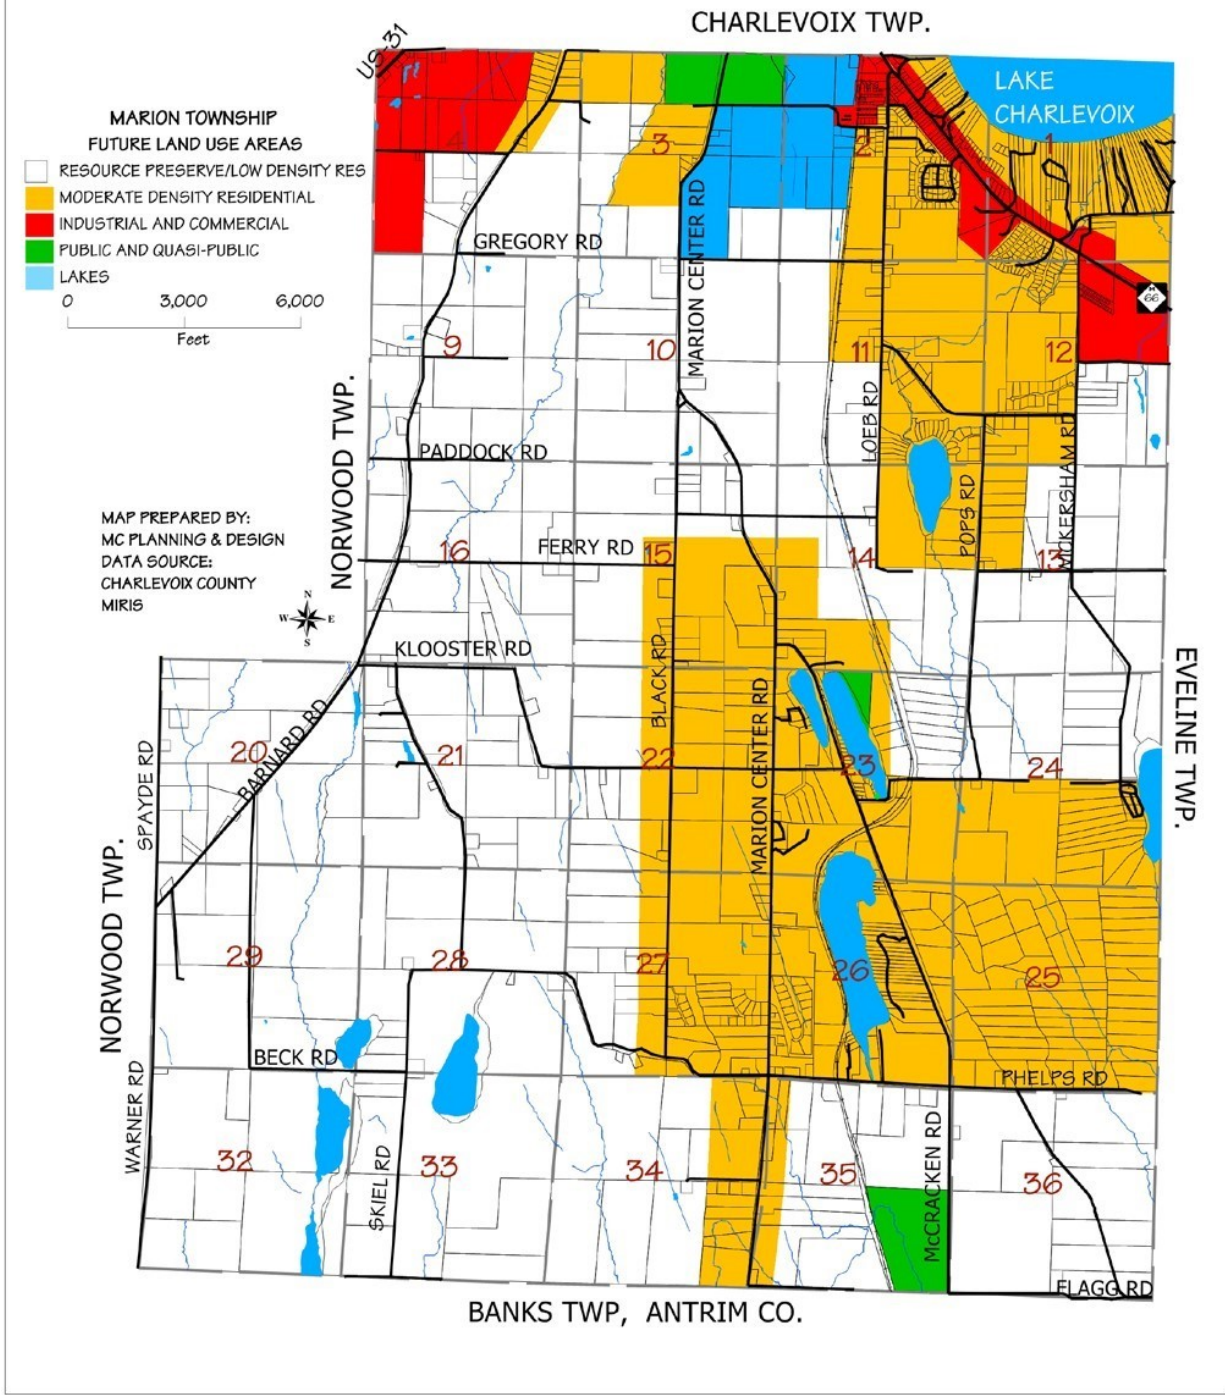 CHARLEVOIX TWP.
US-31
LAKE
CHARLEVOIX
MARION TOWNSHIP
FUTURE LAND USE AREAS
RESOURCE PRESERVE/LOW DENSITY RES
MODERATE DENSITY RESIDENTIAL
INDUSTRIAL AND COMMERCIAL
PUBLIC AND QUASI-PUBLIC
LAKES
0 3,000 6,000
Feet
4 3 2 1
GREGORY RD
MARION CENTER RD
M
66
9 10 11 12
NORWOOD TWP.
LOEB RD
WICKERSHAM RD
PADDOCK RD
POPS RD
MAP PREPARED BY:
MC PLANNING & DESIGN
DATA SOURCE:
CHARLEVOIX COUNTY
MIRIS
N
W E
S
16 FERRY RD 15 14 13
KLOOSTER RD
BLACK RD
MARION CENTER RD
EVELINE TWP.
SPAYDE RD
BARNARD RD
20 21 22 23 24
NORWOOD TWP.
29 28 27 26 25
BECK RD
PHELPS RD
WARNER RD
SKIEL RD
McCRACKEN RD
32 33 34 35 36
FLAGG RD
BANKS TWP, ANTRIM CO.